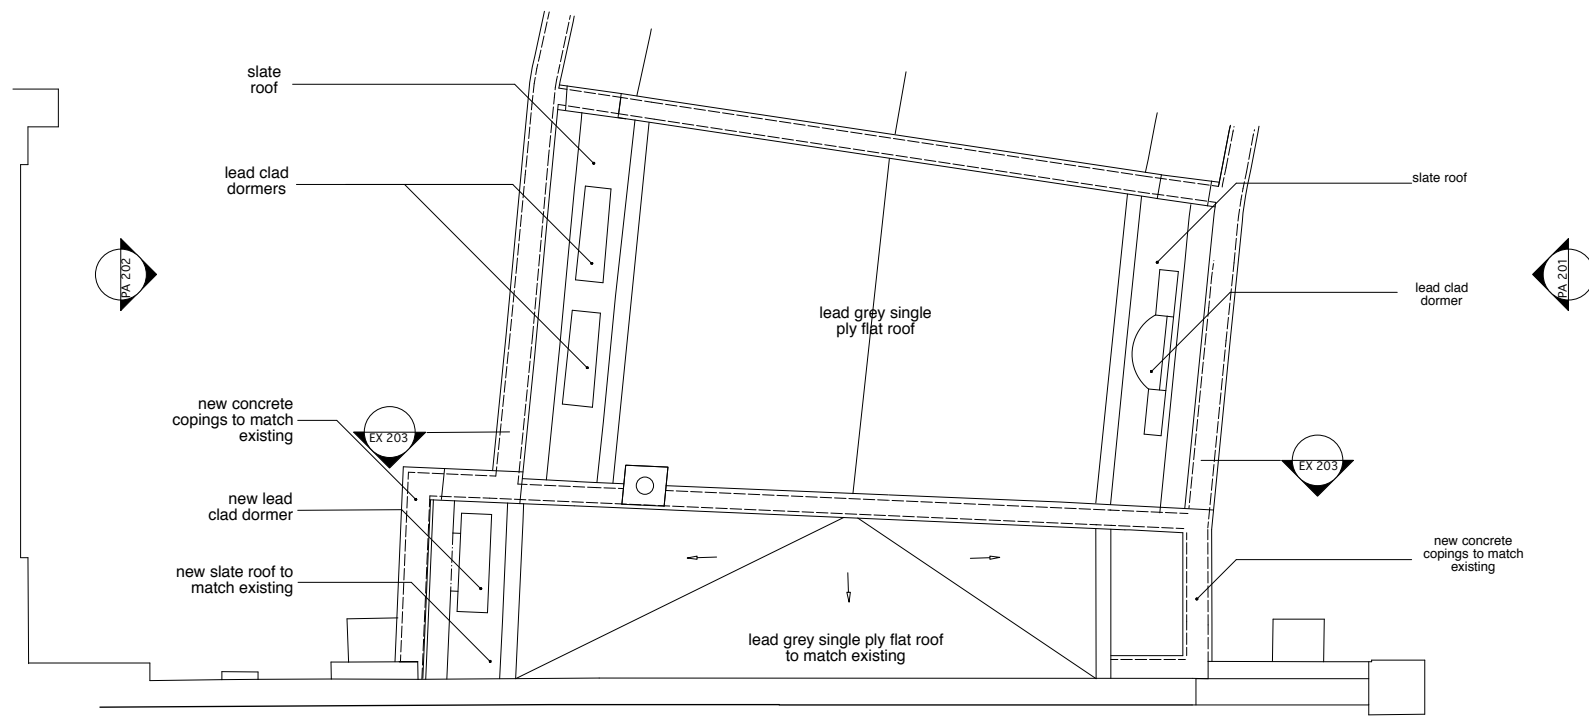 slate
roof
lead clad
dormers
slate roof
PA 202
PA 201
lead clad
dormer
lead grey single
ply flat roof
new concrete
copings to match
existing
EX 203
EX 203
new lead
clad dormer
new concrete
copings to match
existing
new slate roof to
match existing
lead grey single ply flat roof
to match existing